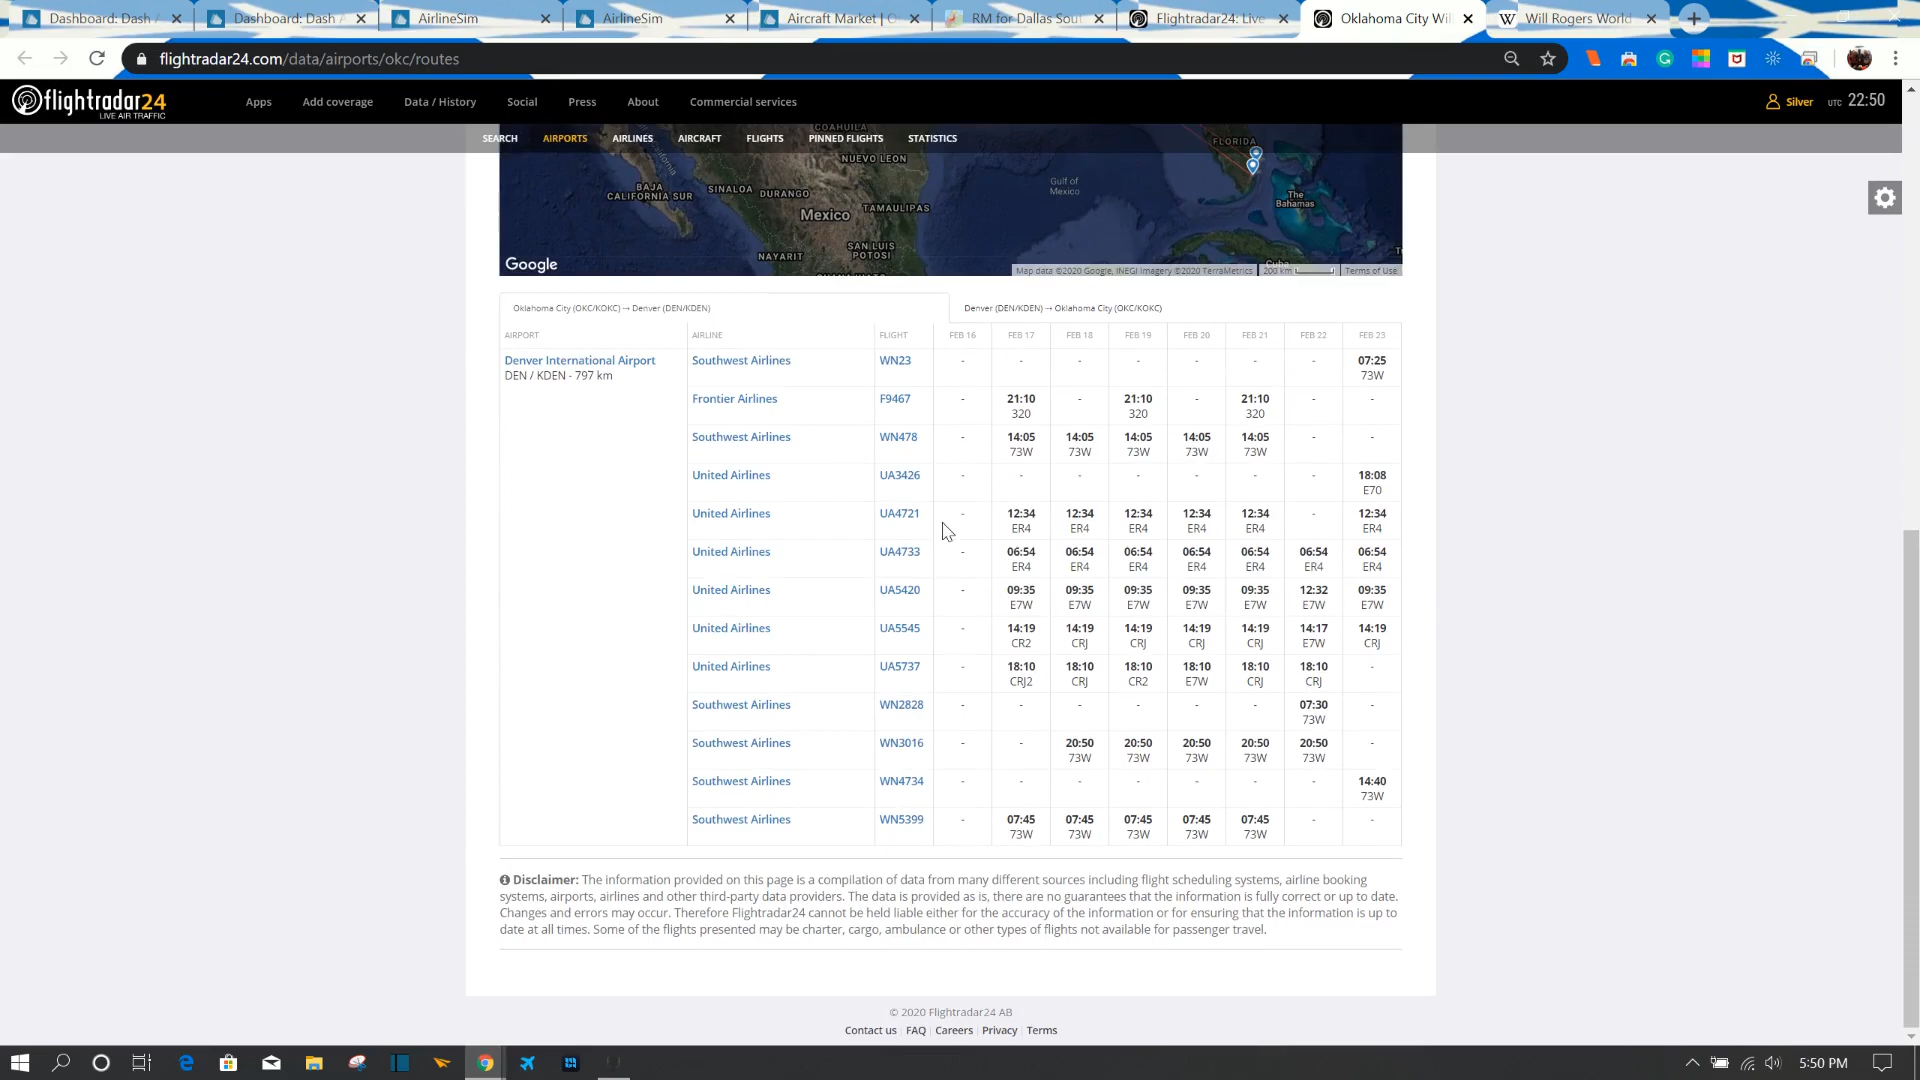 Dashboard: Dash A
Dashboard: Dash A
AirlineSim
AirlineSim
Aircraft Market | O
RM for Dallas Sout
Flightradar24: Live
Oklahoma City Wil
Will Rogers World
flightradar24.com/data/airports/okc/routes
flightradar24
LIVE AIR TRAFFIC
Apps Add coverage Data / History Social Press About Commercial services
Silver UTC 22:50
SEARCH AIRPORTS AIRLINES AIRCRAFT FLIGHTS PINNED FLIGHTS STATISTICS
COAHUILA
FLORIDA
NUEVO LEON
BAJA CALIFORNIA SUR
SINALOA DURANGO
Gulf of Mexico
The Bahamas
Mexico TAMAULIPAS
SAN LUIS POTOSI
NAYARIT
Cuba
GUANAJUATO
Google
Map data ©2020 Google, INEGI Imagery ©2020 TerraMetrics 200 km Terms of Use
Oklahoma City (OKC/KOKC) → Denver (DEN/KDEN) Denver (DEN/KDEN) → Oklahoma City (OKC/KOKC)
AIRPORT AIRLINE FLIGHT FEB 16 FEB 17 FEB 18 FEB 19 FEB 20 FEB 21 FEB 22 FEB 23
Denver International Airport Southwest Airlines WN23 - - - - - - - 07:25
DEN / KDEN - 797 km 73W
Frontier Airlines F9467 - 21:10 - 21:10 - 21:10 - -
320 320 320
Southwest Airlines WN478 - 14:05 14:05 14:05 14:05 14:05 - -
73W 73W 73W 73W 73W
United Airlines UA3426 - - - - - - - 18:08
E70
United Airlines UA4721 - 12:34 12:34 12:34 12:34 12:34 - 12:34
ER4 ER4 ER4 ER4 ER4 ER4
United Airlines UA4733 - 06:54 06:54 06:54 06:54 06:54 06:54 06:54
ER4 ER4 ER4 ER4 ER4 ER4 ER4
United Airlines UA5420 - 09:35 09:35 09:35 09:35 09:35 12:32 09:35
E7W E7W E7W E7W E7W E7W E7W
United Airlines UA5545 - 14:19 14:19 14:19 14:19 14:19 14:17 14:19
CR2 CRJ CRJ CRJ CRJ E7W CRJ
United Airlines UA5737 - 18:10 18:10 18:10 18:10 18:10 18:10 -
CRJ2 CRJ CR2 E7W CRJ CRJ
Southwest Airlines WN2828 - - - - - - 07:30 -
73W
Southwest Airlines WN3016 - - 20:50 20:50 20:50 20:50 20:50 -
73W 73W 73W 73W 73W
Southwest Airlines WN4734 - - - - - - - 14:40
73W
Southwest Airlines WN5399 - 07:45 07:45 07:45 07:45 07:45 - -
73W 73W 73W 73W 73W
Disclaimer: The information provided on this page is a compilation of data from many different sources including flight scheduling systems, airline booking
systems, airports, airlines and other third-party data providers. The data is provided as is, there are no guarantees that the information is fully correct or up to date.
Changes and errors may occur. Therefore Flightradar24 cannot be held liable either for the accuracy of the information or for ensuring that the information is up to
date at all times. Some of the flights presented may be charter, cargo, ambulance or other types of flights not available for passenger travel.
© 2020 Flightradar24 AB
Contact us FAQ Careers Privacy Terms
5:50 PM